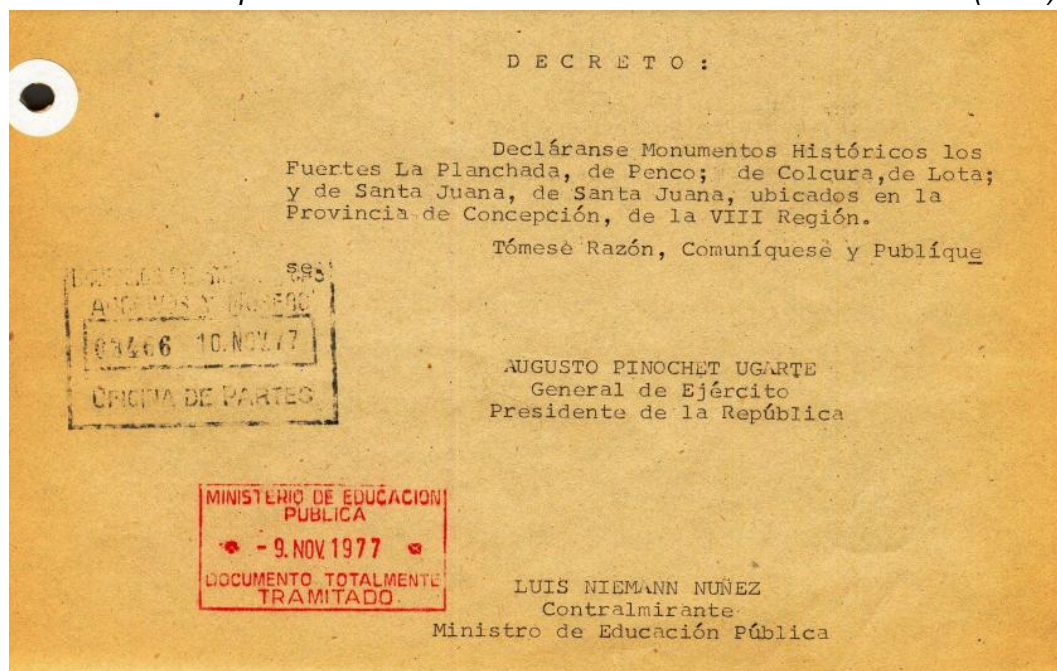 D E C R E T O :
Decláranse Monumentos Históricos los
Fuertes La Planchada, de Penco; de Colcura,de Lota;
y de Santa Juana, de Santa Juana, ubicados en la
Provincia de Concepción, de la VIII Región.
Tómese Razón, Comuníquese y Publíque
se.
03466 10.NOV.77
OFICINA DE PARTES
AUGUSTO PINOCHET UGARTE
General de Ejército
Presidente de la República
MINISTERIO DE EDUCACION
PUBLICA
- 9. NOV. 1977
DOCUMENTO TOTALMENTE
TRAMITADO
LUIS NIEMANN NUÑEZ
Contralmirante
Ministro de Educación Pública